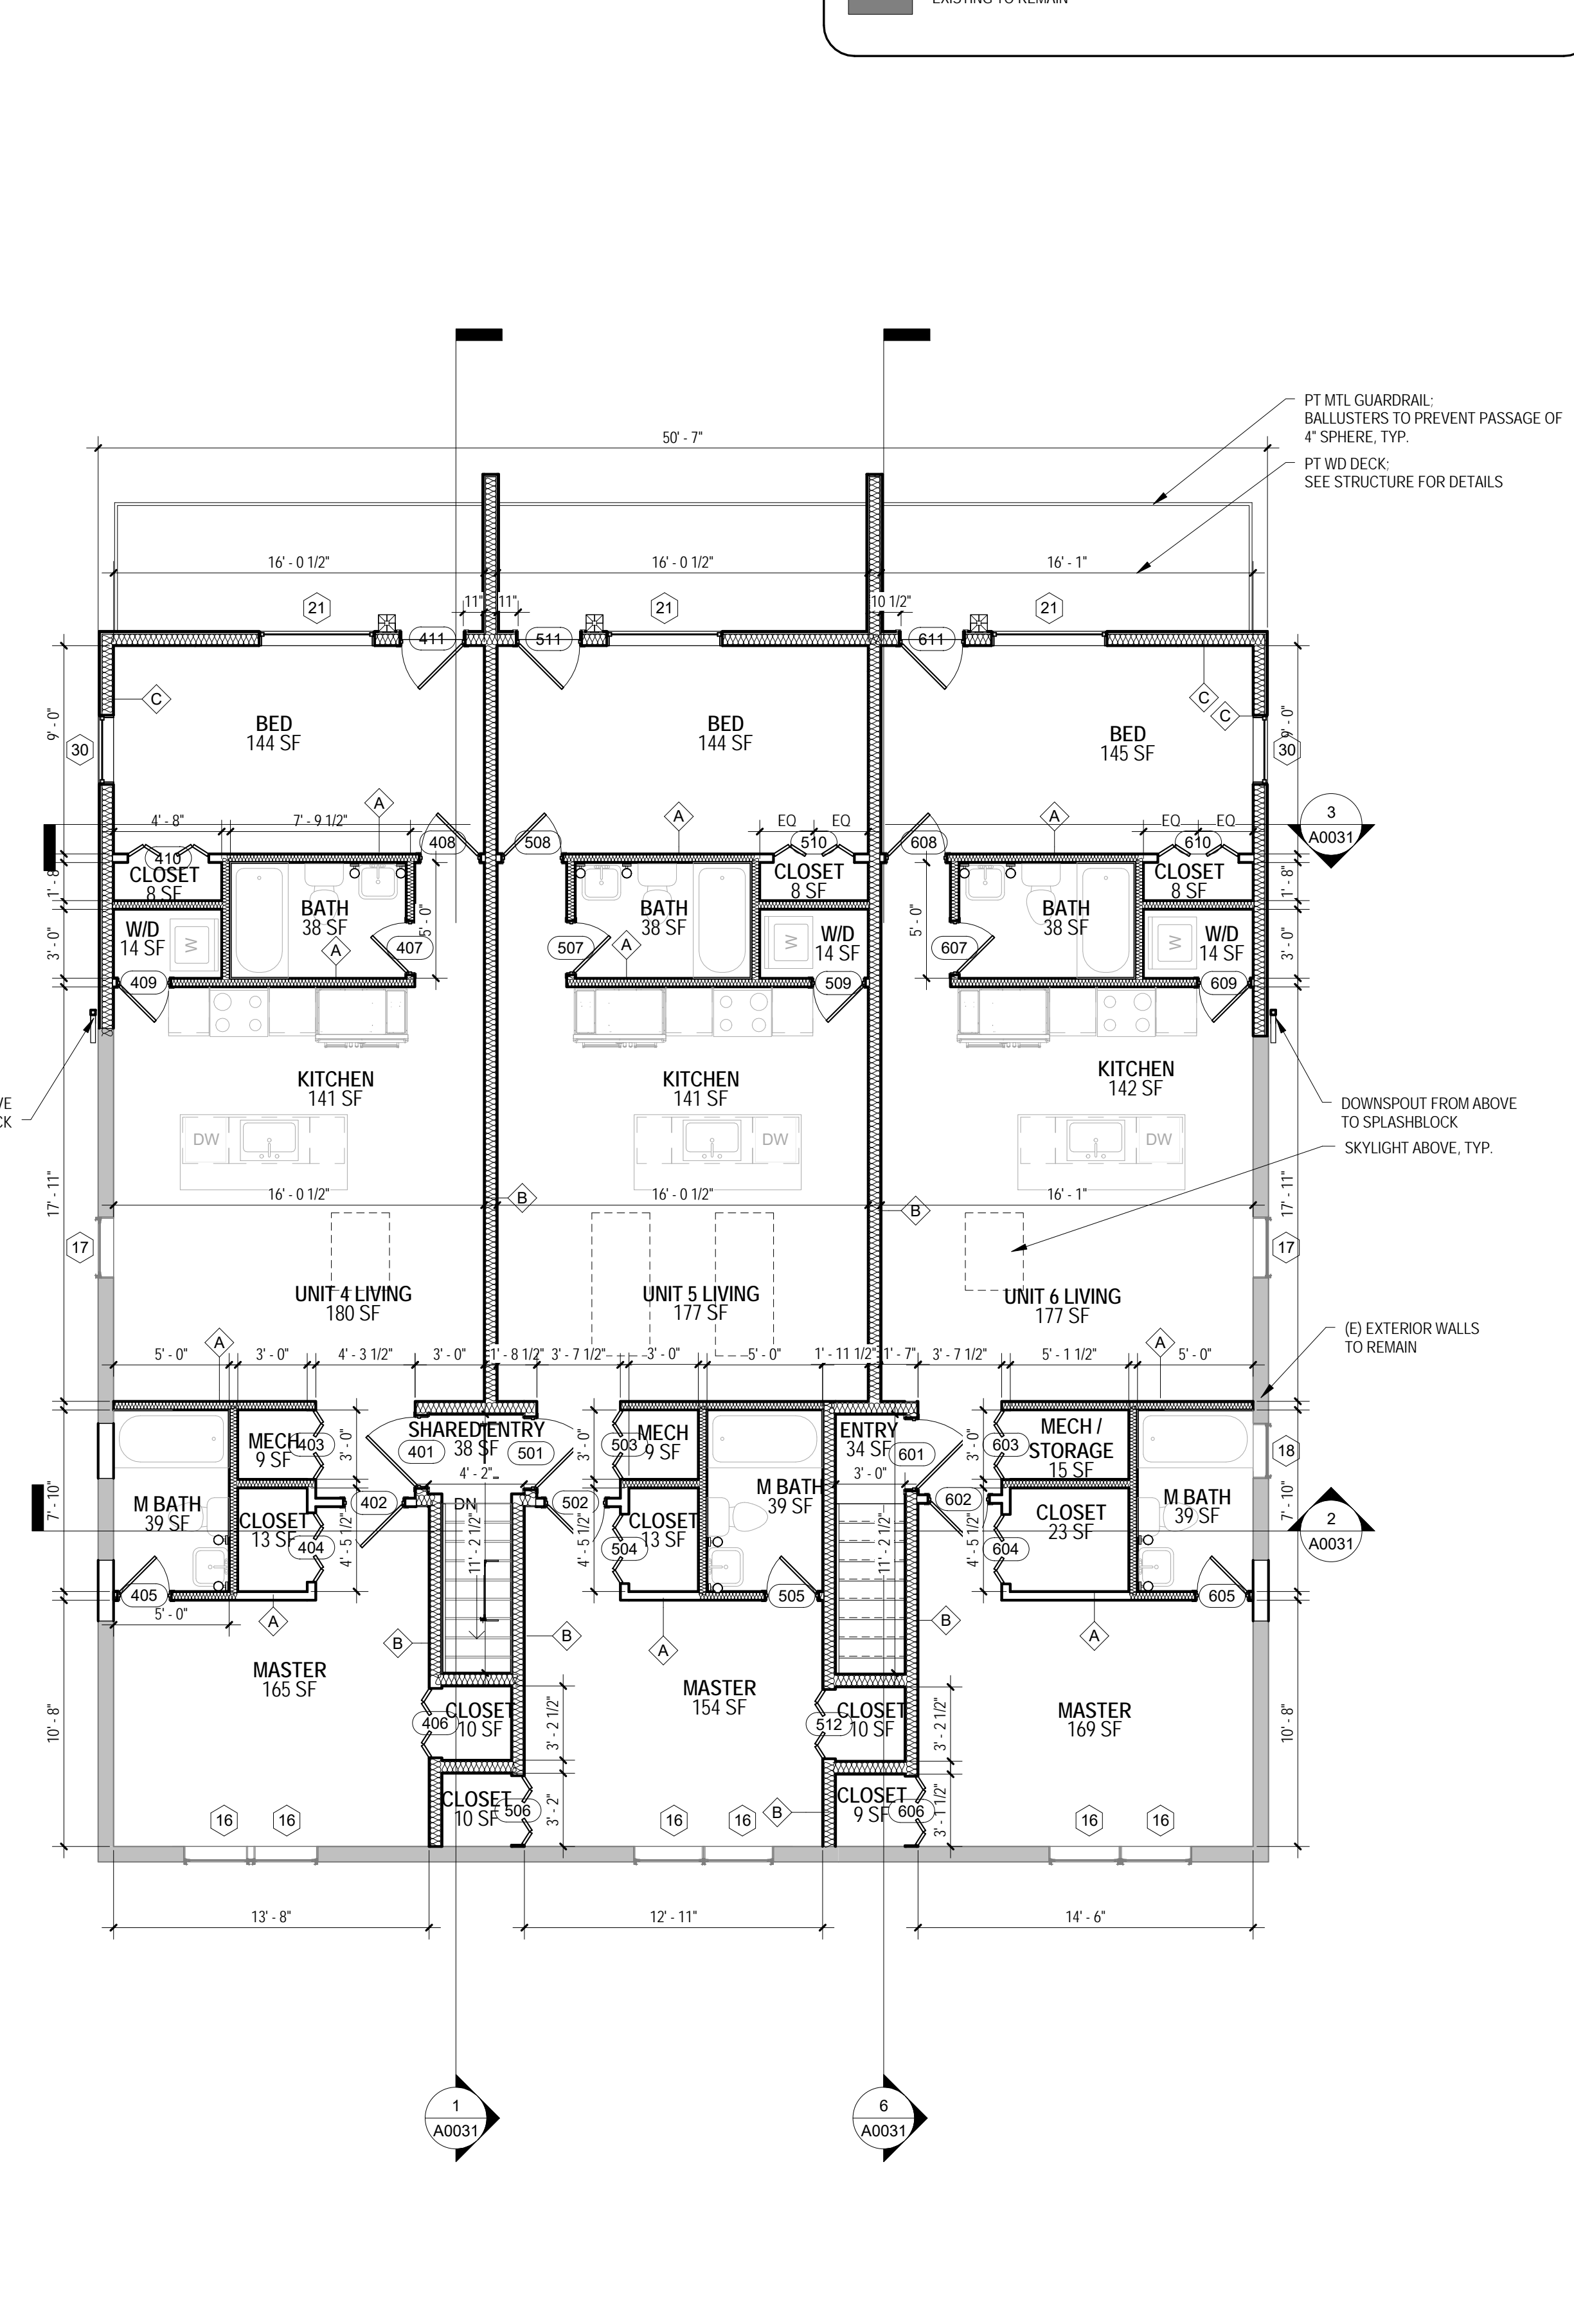 EXISTING TO REMAIN
PT MTL GUARDRAIL;
BALLUSTERS TO PREVENT PASSAGE OF
4" SPHERE, TYP.
PT WD DECK;
SEE STRUCTURE FOR DETAILS
50' - 7"
16' - 0 1/2"
16' - 0 1/2"
16' - 1"
11"
11"
10 1/2"
21
21
21
411
511
611
C
C
C
9' - 0"
9' - 0"
30
30
BED
144 SF
BED
144 SF
BED
145 SF
A
A
A
4' - 8"
7' - 9 1/2"
EQ
EQ
EQ
EQ
3
A0031
408
508
510
608
610
410
CLOSET
8 SF
CLOSET
8 SF
CLOSET
8 SF
1' - 8"
1' - 8"
W/D
14 SF
W
BATH
38 SF
A
407
5' - 0"
507
A
BATH
38 SF
W
W/D
14 SF
5' - 0"
607
BATH
38 SF
W
W/D
14 SF
3' - 0"
3' - 0"
409
509
609
KITCHEN
141 SF
KITCHEN
141 SF
KITCHEN
142 SF
VE
CK
DOWNSPOUT FROM ABOVE
TO SPLASHBLOCK
DW
DW
DW
SKYLIGHT ABOVE, TYP.
17' - 11"
17' - 11"
16' - 0 1/2"
B
16' - 0 1/2"
B
16' - 1"
17
17
UNIT 4 LIVING
180 SF
UNIT 5 LIVING
177 SF
UNIT 6 LIVING
177 SF
(E) EXTERIOR WALLS
TO REMAIN
A
A
5' - 0"
3' - 0"
4' - 3 1/2"
3' - 0"
1' - 8 1/2"
3' - 7 1/2"
3' - 0"
5' - 0"
1' - 11 1/2"
1' - 7"
3' - 7 1/2"
5' - 1 1/2"
5' - 0"
MECH
9 SF
403
3' - 0"
401
SHARED ENTRY
38 SF
501
3' - 0"
503
MECH
9 SF
ENTRY
34 SF
601
3' - 0"
603
MECH /
STORAGE
15 SF
18
4' - 2"
3' - 0"
DN
M BATH
39 SF
CLOSET
13 SF
402
404
4' - 5 1/2"
11' - 2 1/2"
502
4' - 5 1/2"
504
CLOSET
13 SF
M BATH
39 SF
11' - 2 1/2"
602
4' - 5 1/2"
604
CLOSET
23 SF
M BATH
39 SF
7' - 10"
7' - 10"
2
A0031
405
505
605
5' - 0"
A
B
B
A
B
A
MASTER
165 SF
MASTER
154 SF
MASTER
169 SF
406
CLOSET
10 SF
3' - 2 1/2"
512
CLOSET
10 SF
3' - 2 1/2"
10' - 8"
10' - 8"
CLOSET
10 SF
506
3' - 2"
B
CLOSET
9 SF
606
3' - 1 1/2"
16
16
16
16
16
16
13' - 8"
12' - 11"
14' - 6"
1
A0031
6
A0031